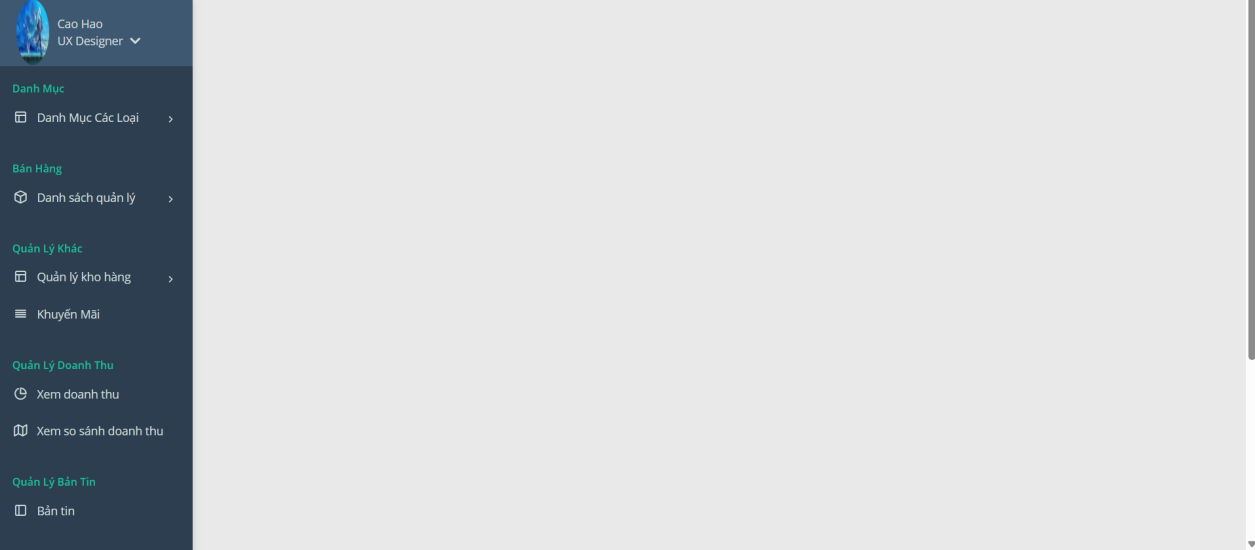 Cao Hao
UX Designer
Danh Mục
Danh Mục Các Loại
Bán Hàng
Danh sách quản lý
Quản Lý Khác
Quản lý kho hàng
Khuyến Mãi
Quản Lý Doanh Thu
Xem doanh thu
Xem so sánh doanh thu
Quản Lý Bản Tin
Bản tin